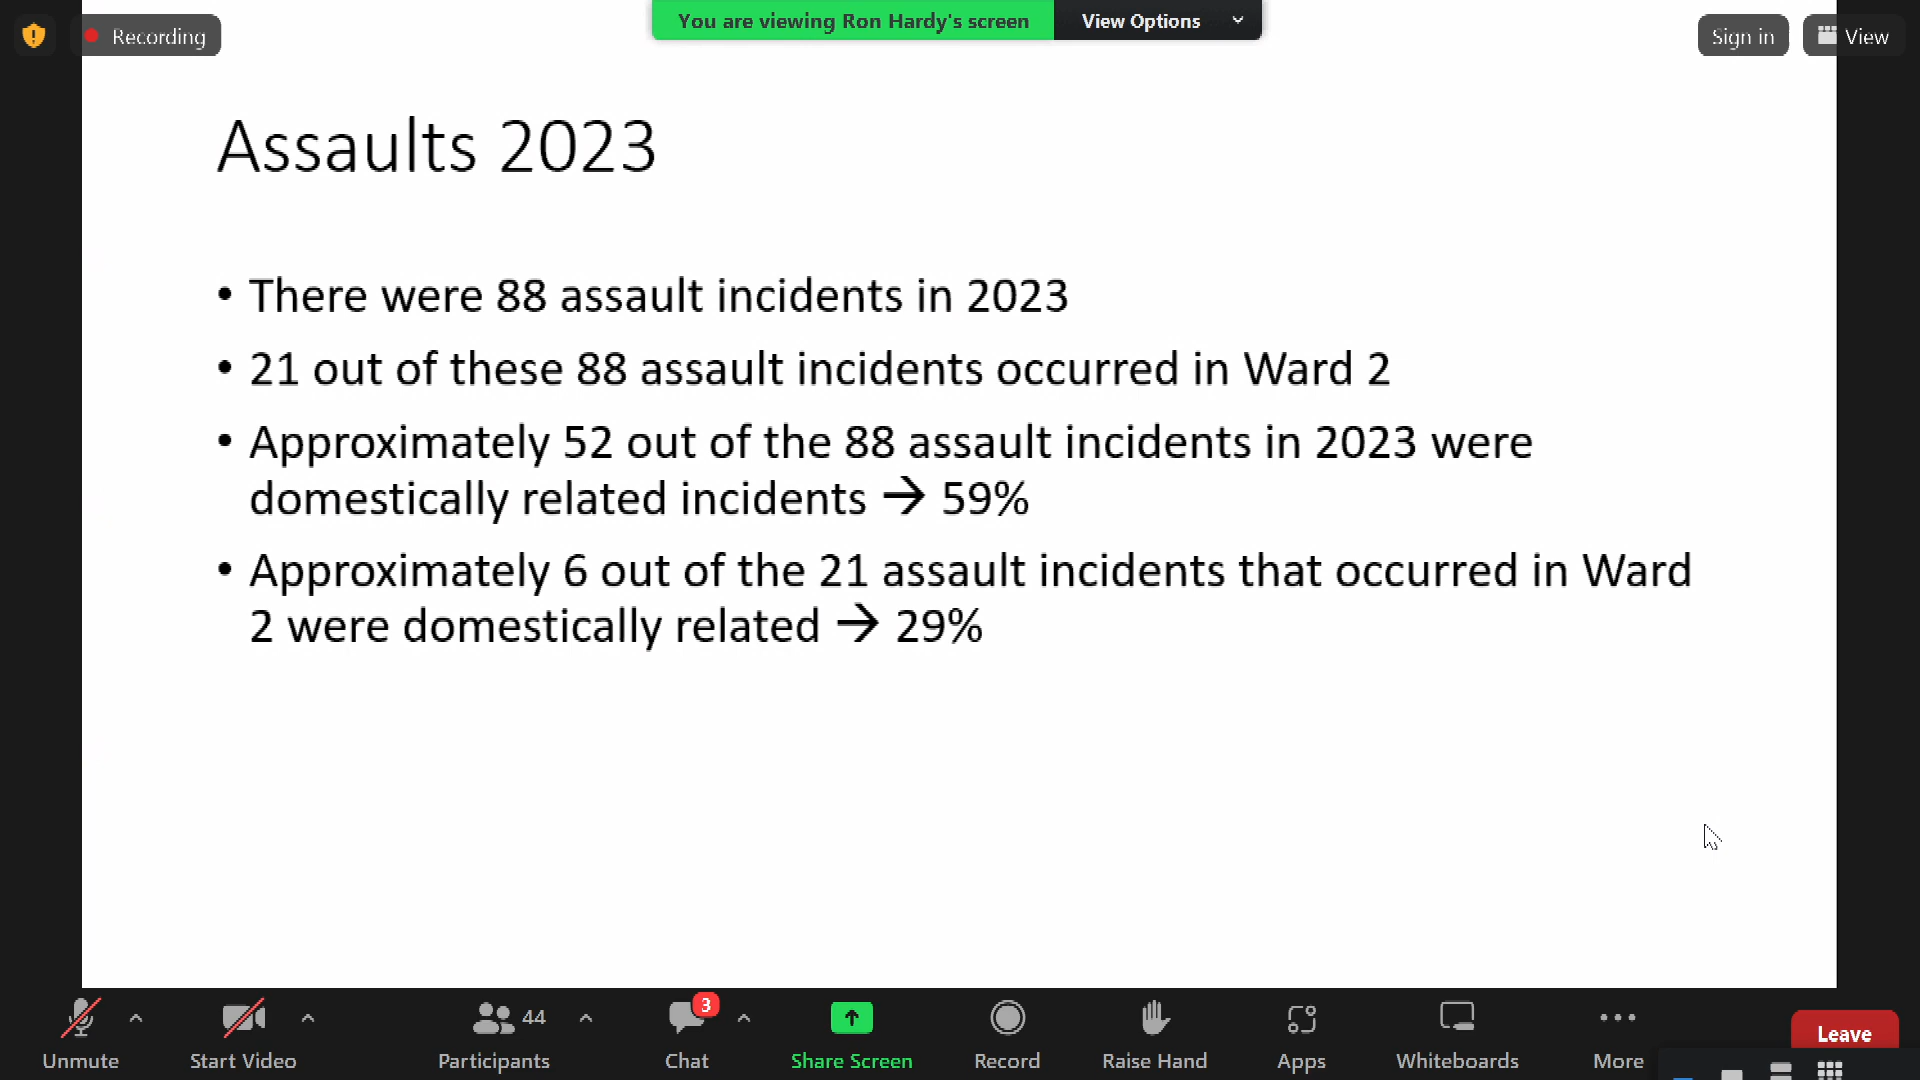 Recording
You are viewing Ron Hardy's screen
View Options
Sign in
View
Assaults 2023
• There were 88 assault incidents in 2023
• 21 out of these 88 assault incidents occurred in Ward 2
• Approximately 52 out of the 88 assault incidents in 2023 were
domestically related incidents → 59%
• Approximately 6 out of the 21 assault incidents that occurred in Ward
2 were domestically related → 29%
Unmute
Start Video
44
Participants
3
Chat
Share Screen
Record
Raise Hand
Apps
Whiteboards
More
Leave